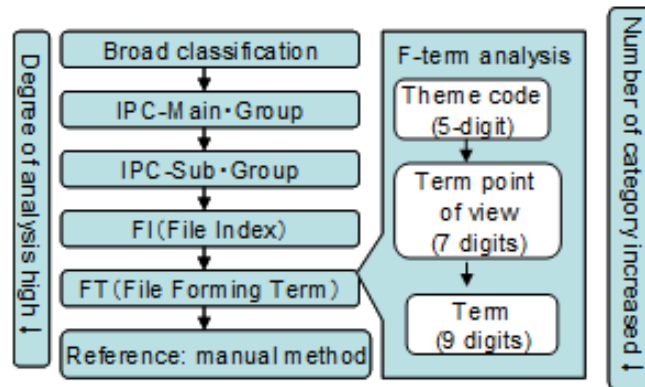 Degree of analysis high ↓
Broad classification
IPC-Main・Group
IPC-Sub・Group
FI(File Index)
FT(File Forming Term)
Reference: manual method
F-term analysis
Theme code
(5-digit)
Term point
of view
(7 digits)
Term
(9 digits)
Number of category increased ↓